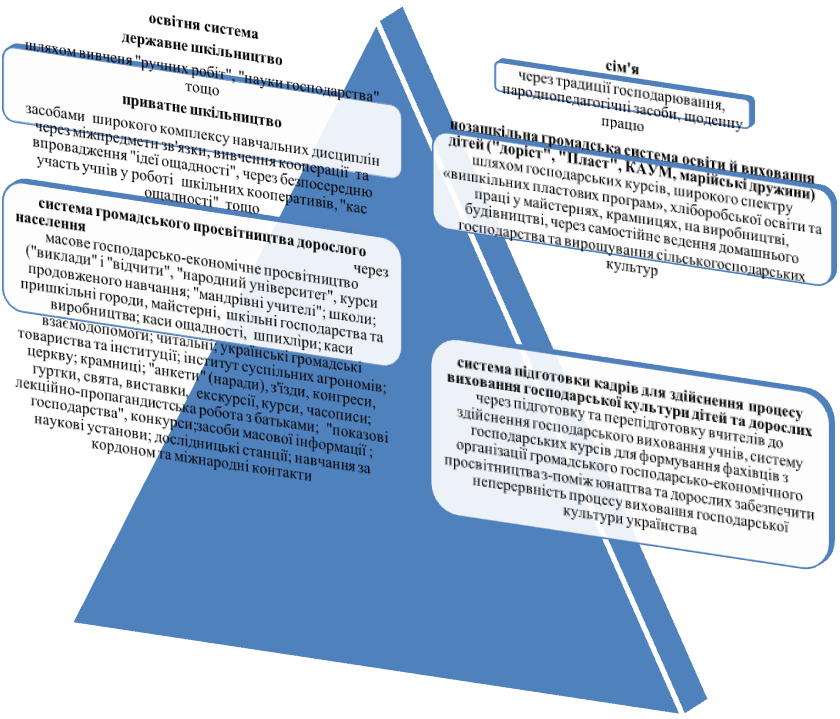 освітня система
державне шкільництво
шляхом вивченя "ручних робіт", "науки господарства"
тощо
приватне шкільництво
засобами широкого комплексу навчальних дисциплін
через міжпредметн зв'язки, вивчення кооперації та
впровадження "ідеї ощадності", через безпосередню
участь учнів у роботі шкільних кооперативів, "кас
ощадності" тощо
система громадського просвітництва дорослого
населення
масове господарсько-економічне просвітництво через
("виклади" і "відчити", "народний університет", курси
продовженого навчання; "мандрівні учителі"; школи;
пришкільні городи, майстерні, шкільні господарства та
виробництва; каси ощадності, шпихліри; каси
взаємодопомоги; читальні; українські громадські
товариства та інституції; інститут суспільних агрономів;
церкву; крамниці; "анкети" (наради), з'їзди, конгреси,
гуртки, свята, виставки, екскурсії, курси, часописи;
лекційно-пропагандистська робота з батьками; "показові
господарства", конкурси;засоби масової інформації ;
наукові установи; дослідницькі станції; навчання за
кордоном та міжнародні контакти
сім'я
через традиції господарювання,
народнопедагогічні засоби, щоденну
працю
позашкільна громадська система освіти й виховання
дітей ("доріст", "Пласт", КАУМ, марійські дружини)
шляхом господарських курсів, широкого спектру
«вишкільних пластових програм», хліборобської освіти та
праці у майстернях, крамницях, на виробництві,
будівництві, через самостійне ведення домашнього
господарства та вирощування сільськогосподарських
культур
система підготовки кадрів для здійснення процесу
виховання господарської культури дітей та дорослих
через підготовку та перепідготовку вчителів до
здійснення господарського виховання учнів, систему
господарських курсів для формування фахівців з
організації громадського господарсько-економічного
просвітництва з-поміж юнацтва та дорослих забезпечити
неперервність процесу виховання господарської
культури українства